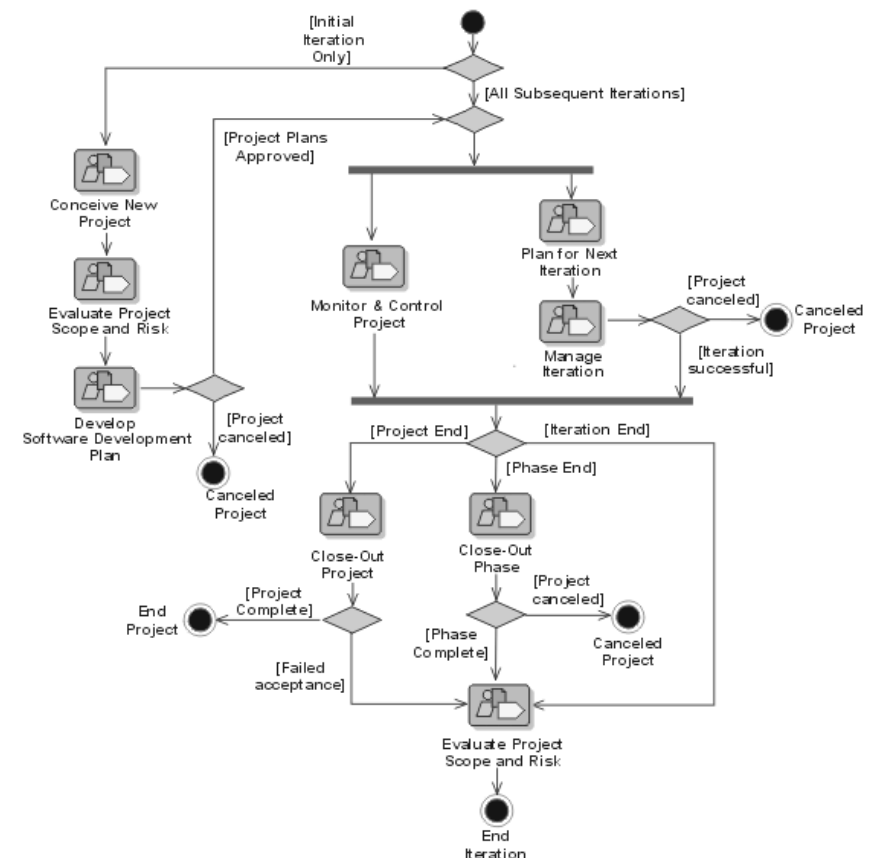 [Initial
Iteration
Only]
[All Subsequent Iterations]
[Project Plans
Approved]
Conceive New
Project
Plan for Next
Iteration
[Project
canceled]
Canceled
Project
Monitor & Control
Project
Evaluate Project
Scope and Risk
Manage
Iteration
[Iteration
successful]
Develop
Software Development
Plan
[Project
canceled]
Canceled
Project
[Project End]
[Iteration End]
[Phase End]
Close-Out
Project
Close-Out
Phase
[Project
Complete]
End
Project
[Project
canceled]
Canceled
Project
[Phase
Complete]
[Failed
acceptance]
Evaluate Project
Scope and Risk
End
Iteration